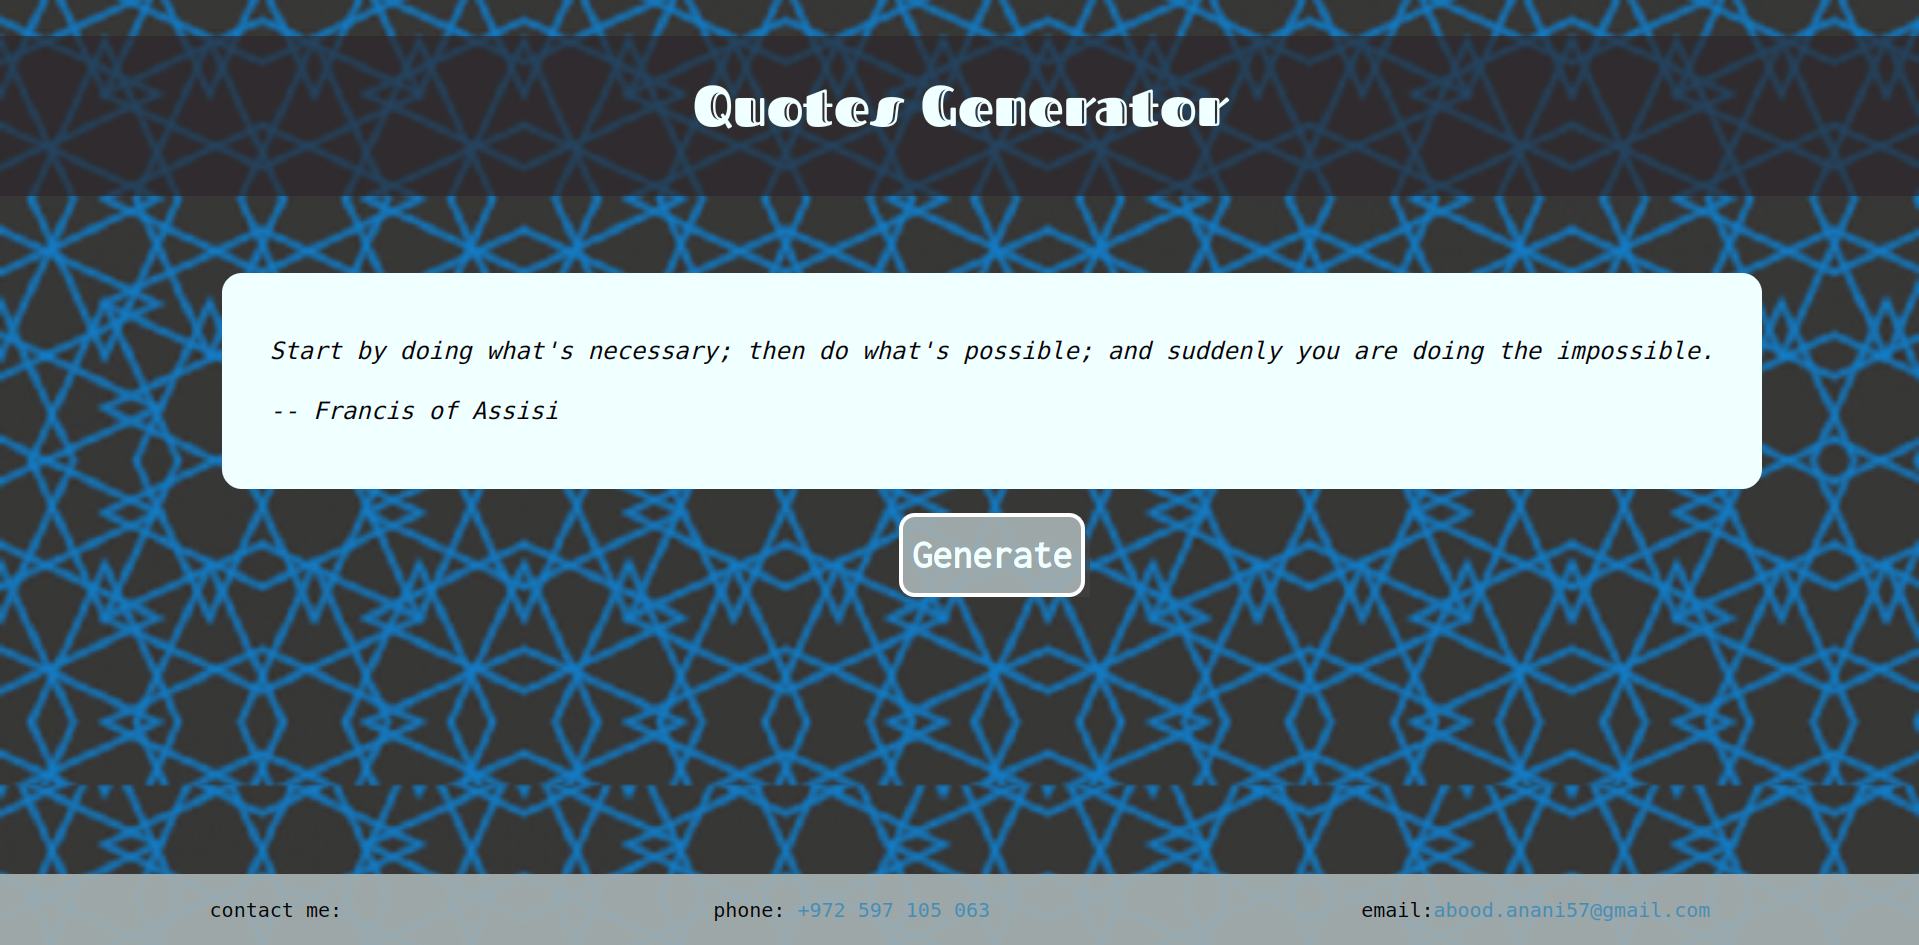 Quotes Generator
Start by doing what's necessary; then do what's possible; and suddenly you are doing the impossible.
-- Francis of Assisi
Generate
contact me: phone: +972 597 105 063 email:abood.anani57@gmail.com